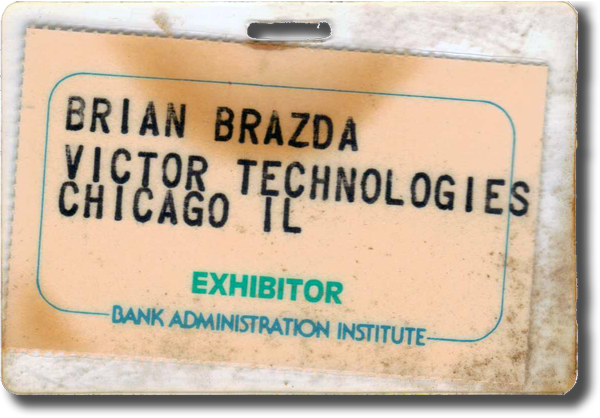 BRIAN BRAZDA
VICTOR TECHNOLOGIES
CHICAGO IL
EXHIBITOR
BANK ADMINISTRATION INSTITUTE